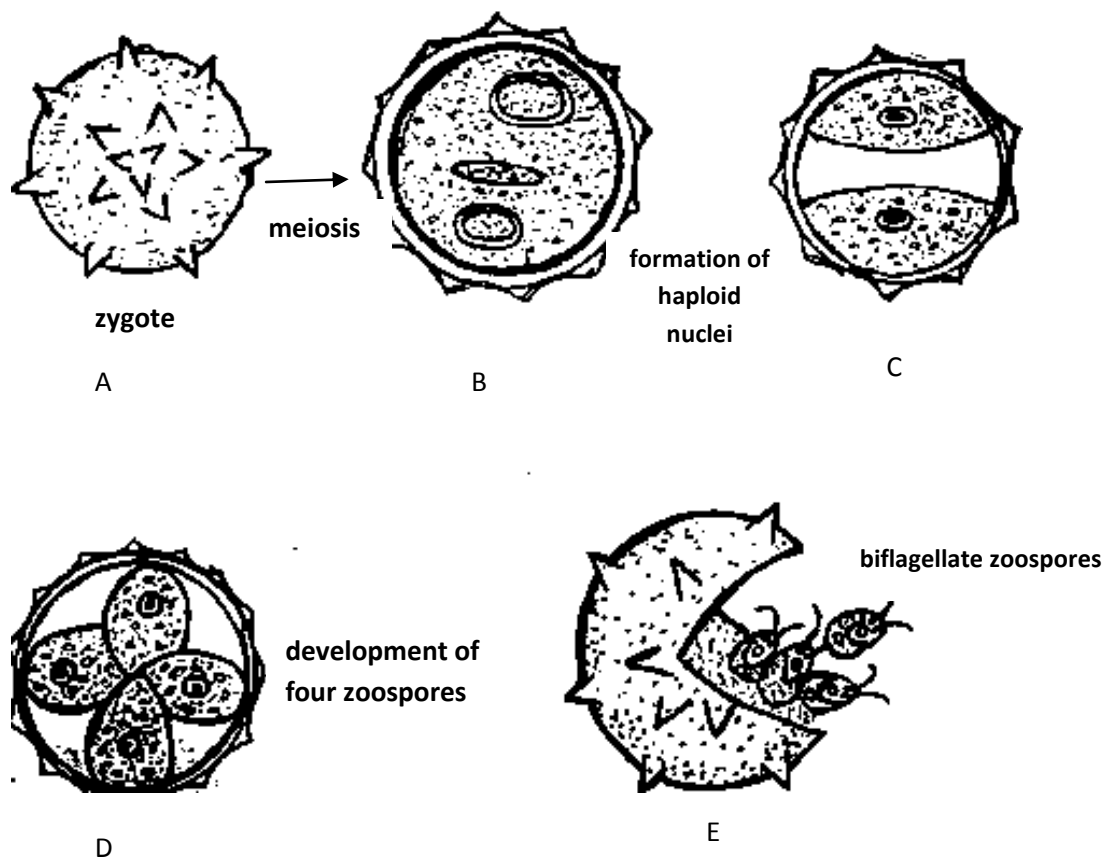 meiosis
zygote
formation of
haploid
nuclei
A
B
C
biflagellate zoospores
development of
four zoospores
D
E